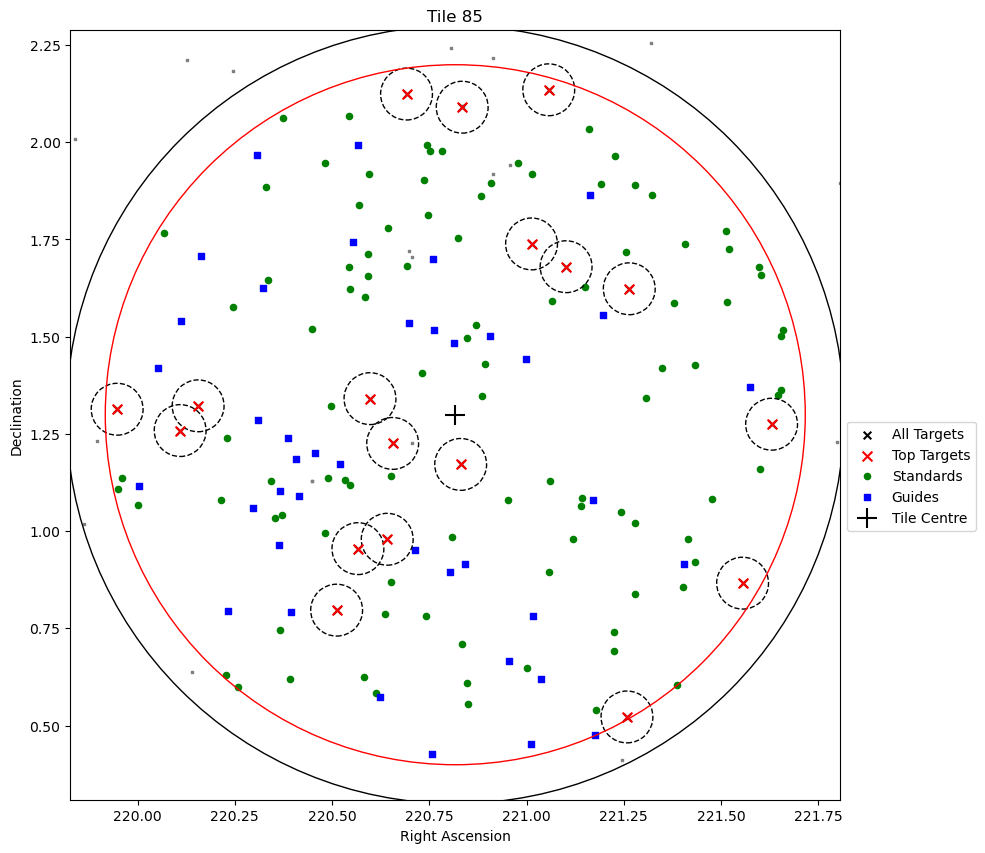 Tile 85
2.25
2.00
1.75
1.50
1.25
1.00
0.75
0.50
Declination
220.00
220.25
220.50
220.75
221.00
221.25
221.50
221.75
Right Ascension
All Targets
Top Targets
Standards
Guides
Tile Centre